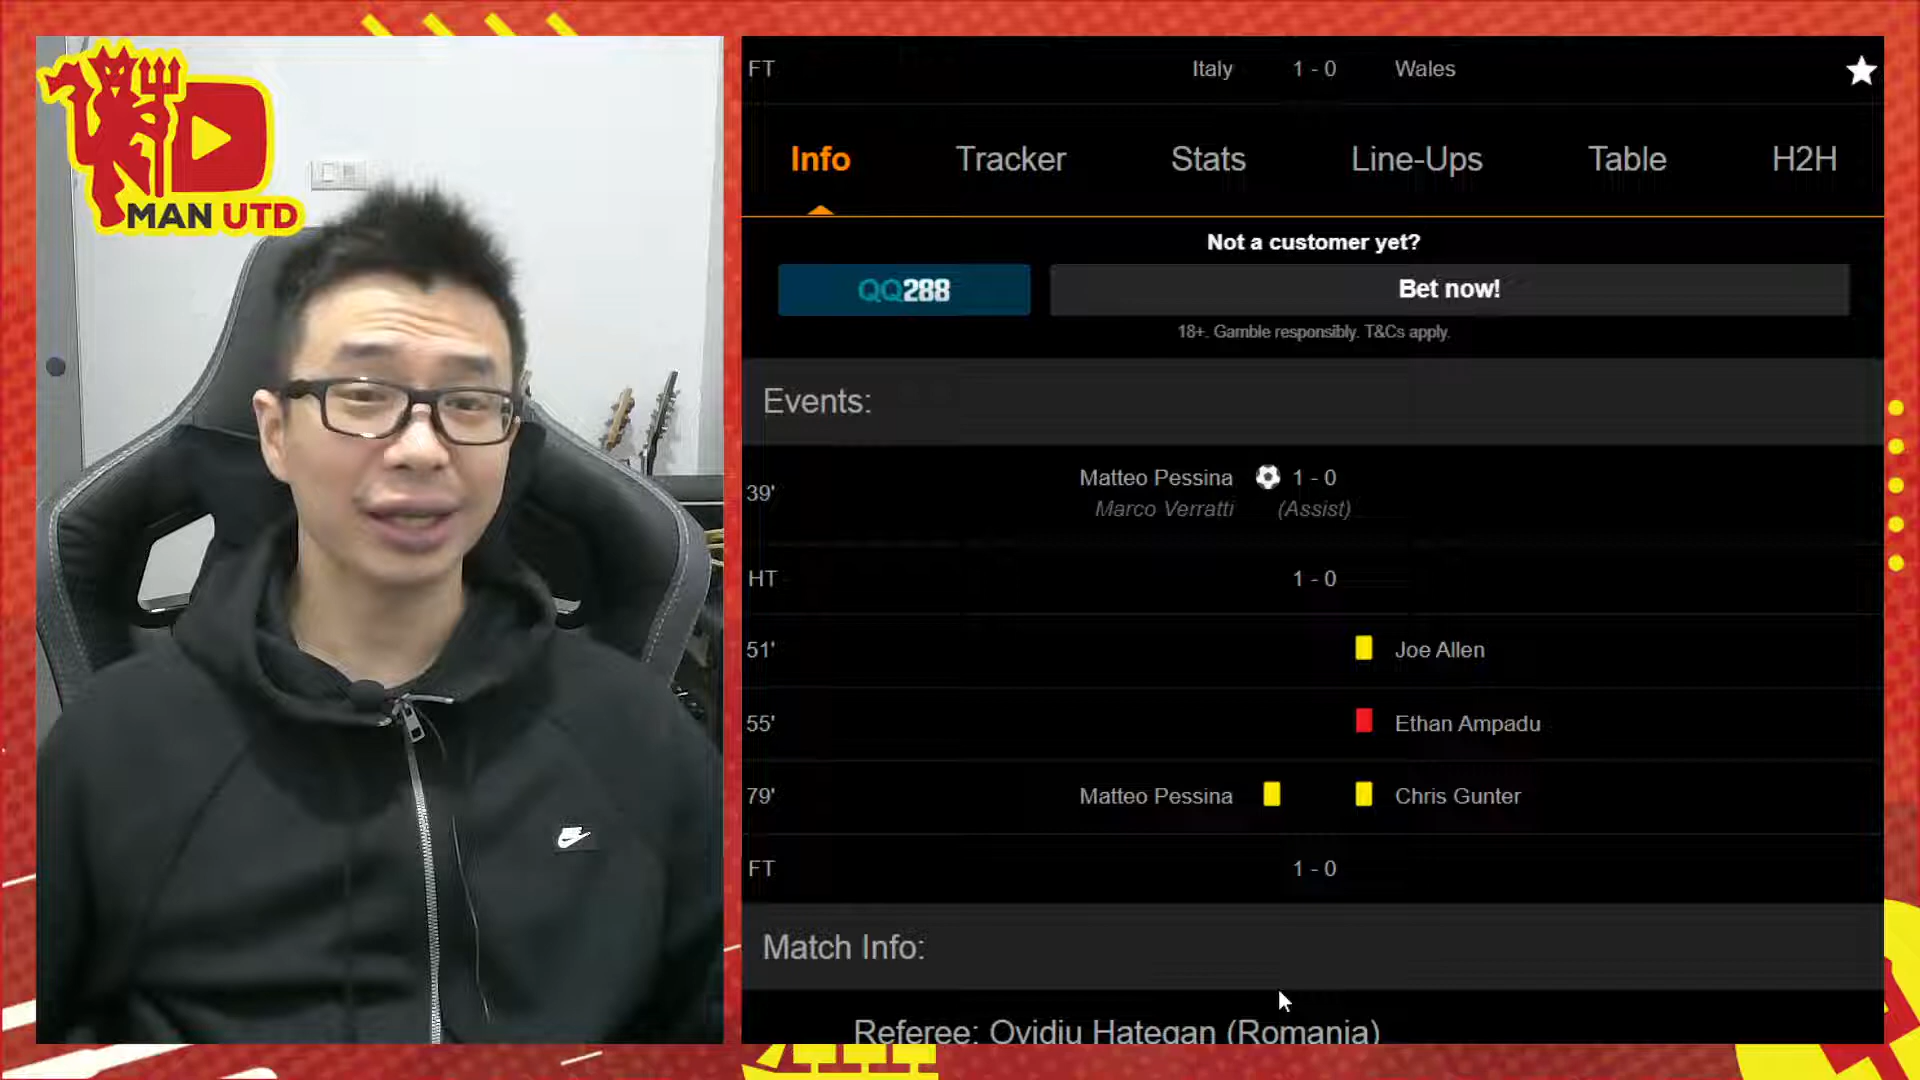 MAN UTD
FT Italy 1 - 0 Wales
Info Tracker Stats Line-Ups Table H2H
Not a customer yet?
QQ288 Bet now!
18+. Gamble responsibly. T&Cs apply.
Events:
39' Matteo Pessina 1 - 0
Marco Verratti (Assist)
HT 1 - 0
51' Joe Allen
55' Ethan Ampadu
79' Matteo Pessina Chris Gunter
FT 1 - 0
Match Info:
Referee: Ovidiu Hategan (Romania)